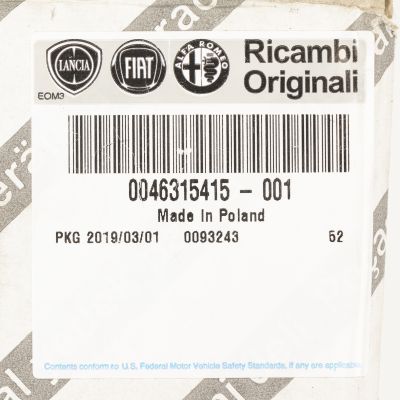 LANCIA FIAT ALFA ROMEO Ricambi
Originali
EOM3
0046315415 - 001
Made In Poland
PKG 2019/03/01 0093243 52
Contents conform to U.S. Federal Motor Vehicle Safety Standards, if any are applicable.